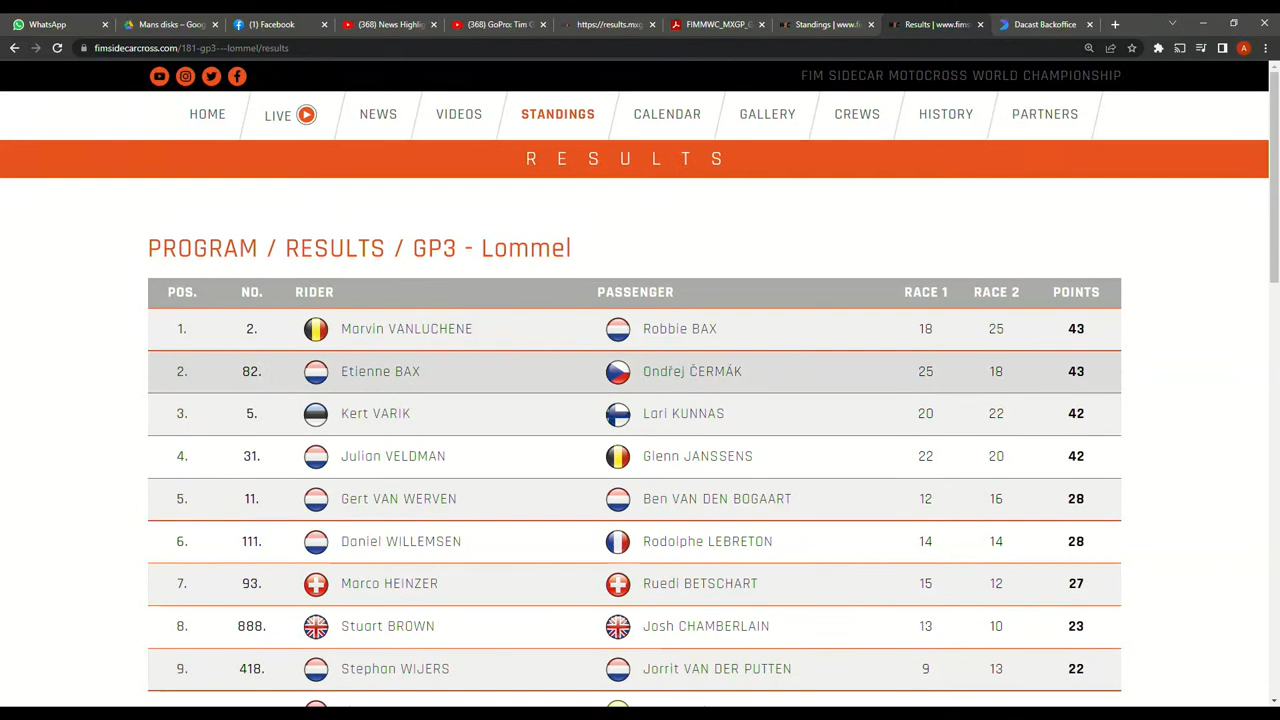 WhatsApp
Mans disks – Goog
(1) Facebook
(368) News Highlig
(368) GoPro: Tim G
https://results.mxg
FIMMWC_MXGP_G
Standings | www.fi
Results | www.fims
Dacast Backoffice
fimsidecarcross.com/181-gp3---lommel/results
A
FIM SIDECAR MOTOCROSS WORLD CHAMPIONSHIP
HOME LIVE NEWS VIDEOS STANDINGS CALENDAR GALLERY CREWS HISTORY PARTNERS
RESULTS
PROGRAM / RESULTS / GP3 - Lommel
POS. NO. RIDER PASSENGER RACE 1 RACE 2 POINTS
1. 2. Marvin VANLUCHENE Robbie BAX 18 25 43
2. 82. Etienne BAX Ondřej ČERMÁK 25 18 43
3. 5. Kert VARIK Lari KUNNAS 20 22 42
4. 31. Julian VELDMAN Glenn JANSSENS 22 20 42
5. 11. Gert VAN WERVEN Ben VAN DEN BOGAART 12 16 28
6. 111. Daniel WILLEMSEN Rodolphe LEBRETON 14 14 28
7. 93. Marco HEINZER Ruedi BETSCHART 15 12 27
8. 888. Stuart BROWN Josh CHAMBERLAIN 13 10 23
9. 418. Stephan WIJERS Jorrit VAN DER PUTTEN 9 13 22